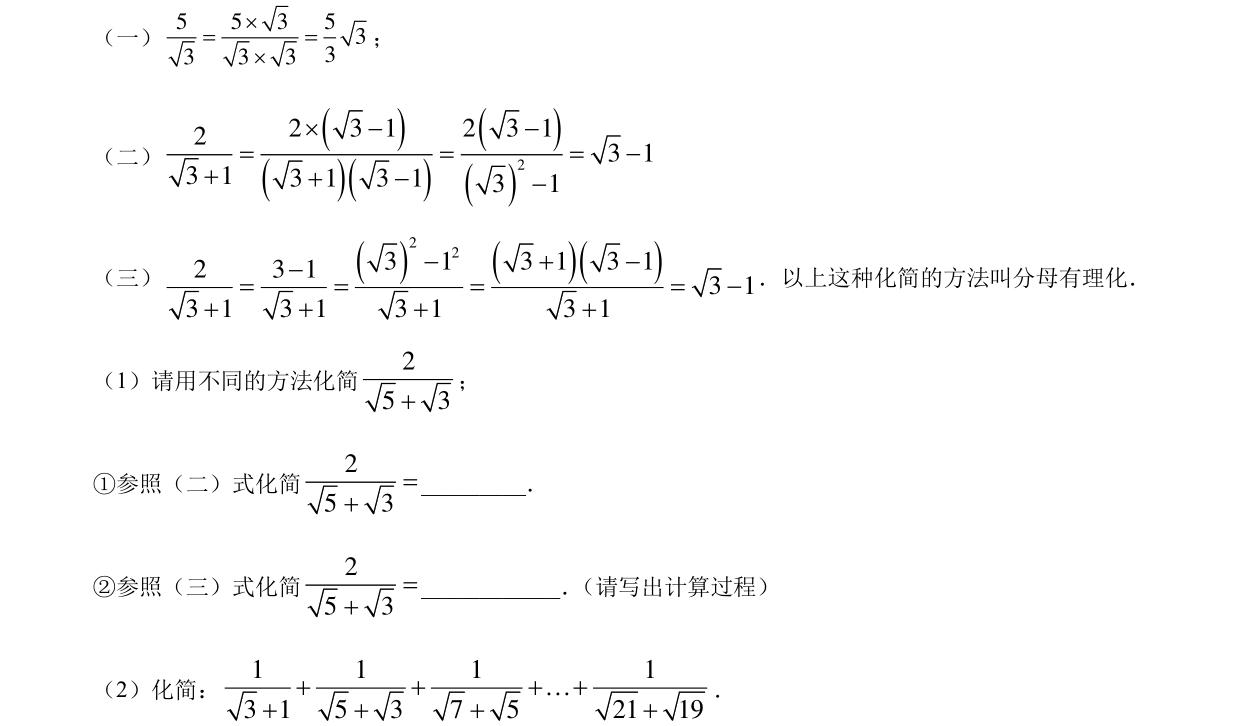 （一）5/√3 = (5×√3)/(√3×√3) = (5/3)√3；
（二）2/(√3+1) = 2×(√3−1)/((√3+1)(√3−1)) = 2(√3−1)/((√3)²−1) = √3−1
（三）2/(√3+1) = (3−1)/(√3+1) = ((√3)²−1²)/(√3+1) = (√3+1)(√3−1)/(√3+1) = √3−1． 以上这种化简的方法叫分母有理化．
（1）请用不同的方法化简 2/(√5+√3)；
①参照（二）式化简 2/(√5+√3) = _________．
②参照（三）式化简 2/(√5+√3) = ____________．（请写出计算过程）
（2）化简：1/(√3+1) + 1/(√5+√3) + 1/(√7+√5) + … + 1/(√21+√19)．